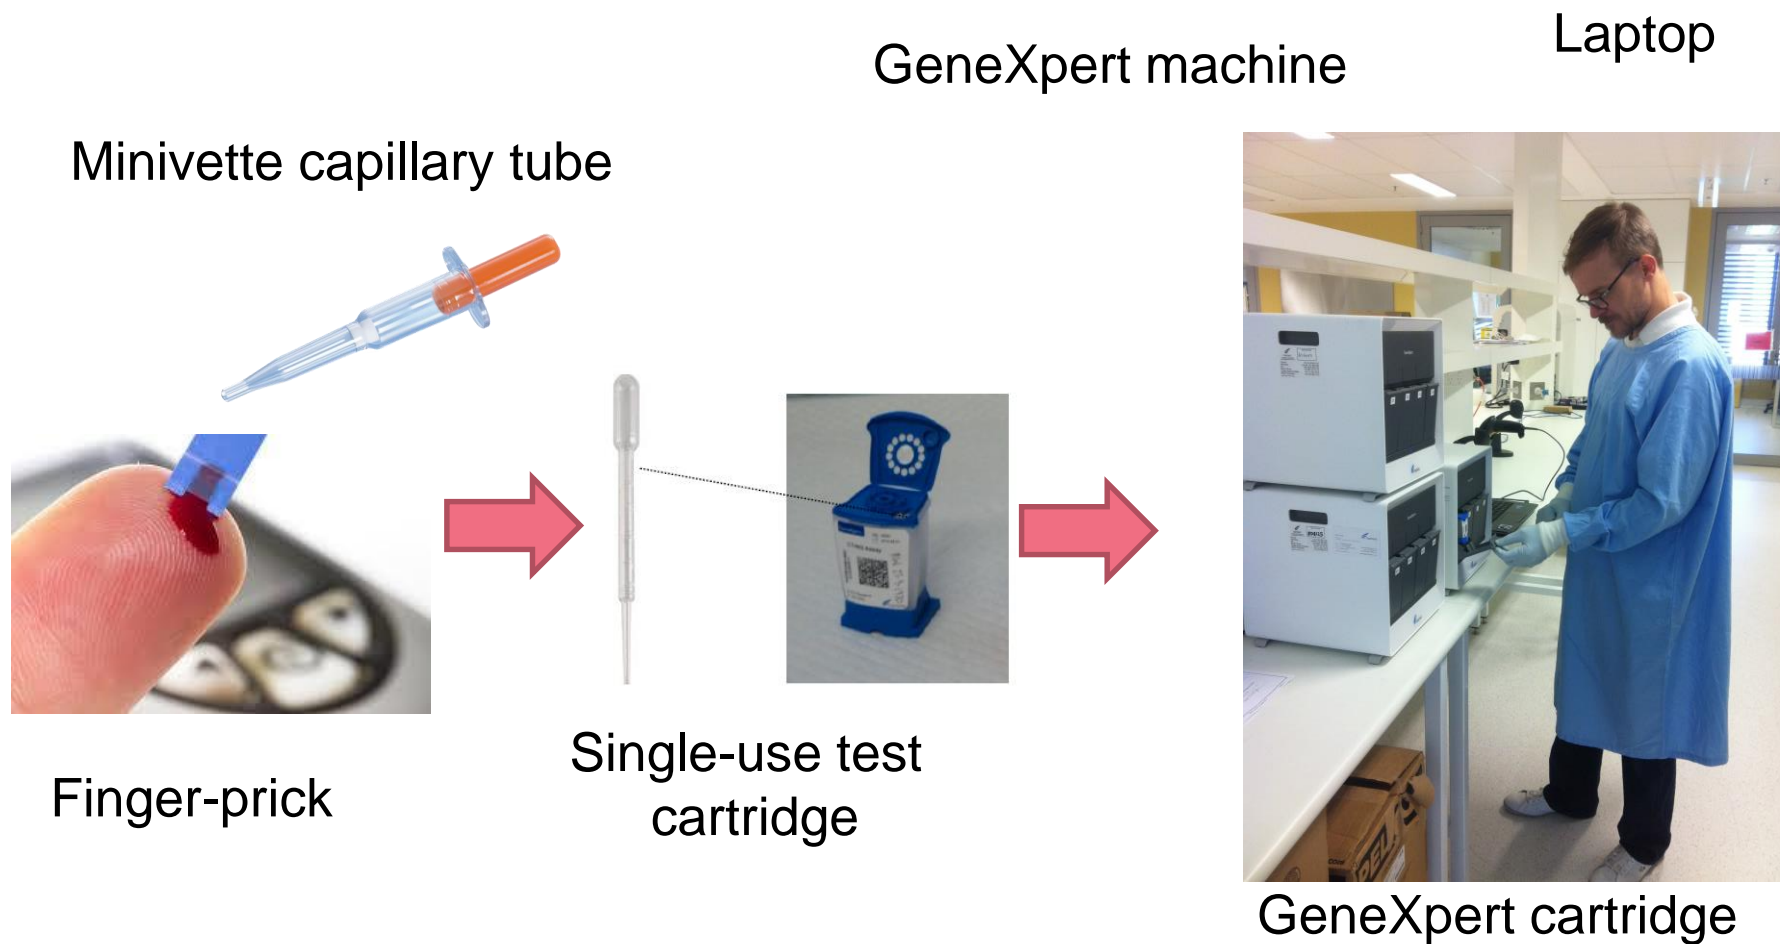 Laptop
GeneXpert machine
Minivette capillary tube
Single-use test
cartridge
Finger-prick
GeneXpert cartridge